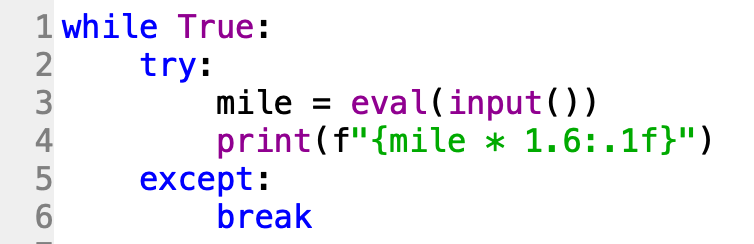 1 while True:
2     try:
3         mile = eval(input())
4         print(f"{mile * 1.6:.1f}")
5     except:
6         break